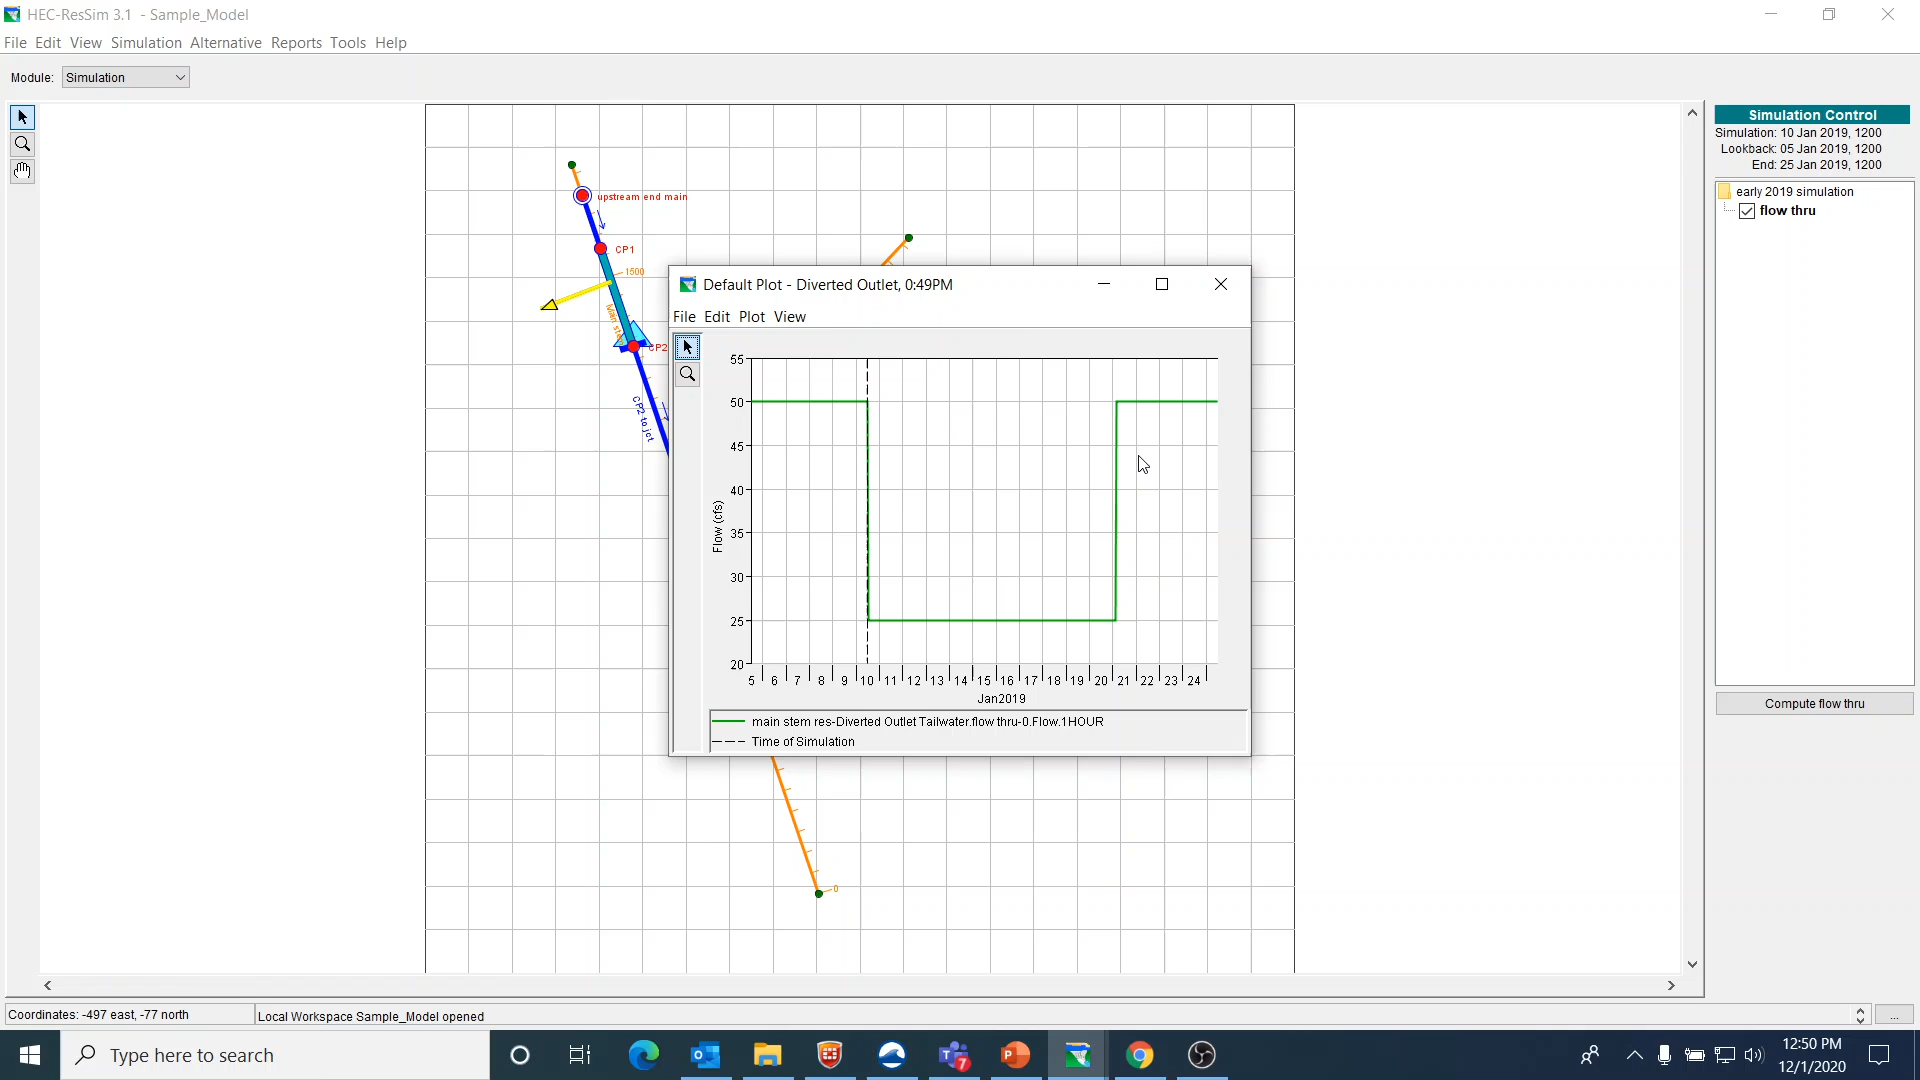 HEC-ResSim 3.1 - Sample_Model
File Edit View Simulation Alternative Reports Tools Help
Module: Simulation
Simulation Control
Simulation: 10 Jan 2019, 1200
Lookback: 05 Jan 2019, 1200
End: 25 Jan 2019, 1200
early 2019 simulation
flow thru
Compute flow thru
upstream end main
CP1
1500
Main ste
CP2
CP2 to jct
0
Default Plot - Diverted Outlet, 0:49PM
File Edit Plot View
55
50
45
40
35
30
25
20
Flow (cfs)
5 6 7 8 9 10 11 12 13 14 15 16 17 18 19 20 21 22 23 24
Jan2019
main stem res-Diverted Outlet Tailwater.flow thru-0.Flow.1HOUR
Time of Simulation
Coordinates: -497 east, -77 north
Local Workspace Sample_Model opened
...
Type here to search
7
12:50 PM
12/1/2020